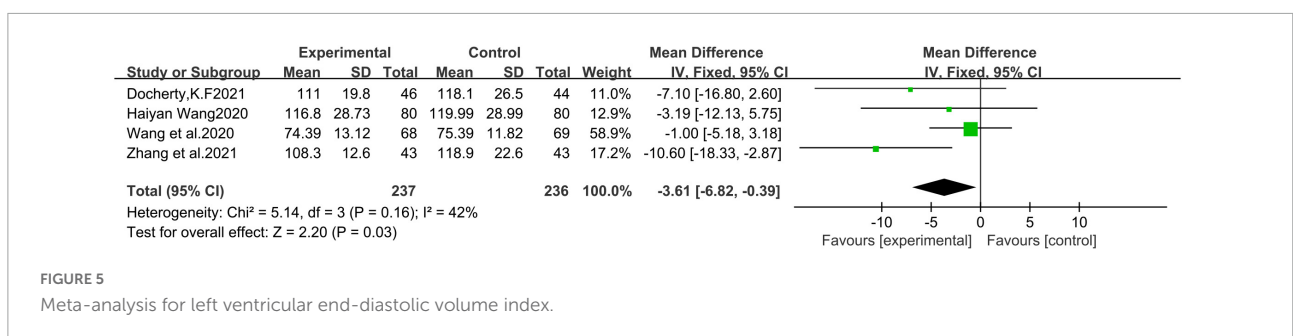 Experimental Control Mean Difference Mean Difference
Study or Subgroup Mean SD Total Mean SD Total Weight IV, Fixed, 95% CI IV, Fixed, 95% CI
Docherty,K.F2021 111 19.8 46 118.1 26.5 44 11.0% -7.10 [-16.80, 2.60]
Haiyan Wang2020 116.8 28.73 80 119.99 28.99 80 12.9% -3.19 [-12.13, 5.75]
Wang et al.2020 74.39 13.12 68 75.39 11.82 69 58.9% -1.00 [-5.18, 3.18]
Zhang et al.2021 108.3 12.6 43 118.9 22.6 43 17.2% -10.60 [-18.33, -2.87]
Total (95% CI) 237 236 100.0% -3.61 [-6.82, -0.39]
Heterogeneity: Chi² = 5.14, df = 3 (P = 0.16); I² = 42%
Test for overall effect: Z = 2.20 (P = 0.03)
-10 -5 0 5 10
Favours [experimental] Favours [control]
FIGURE 5
Meta-analysis for left ventricular end-diastolic volume index.